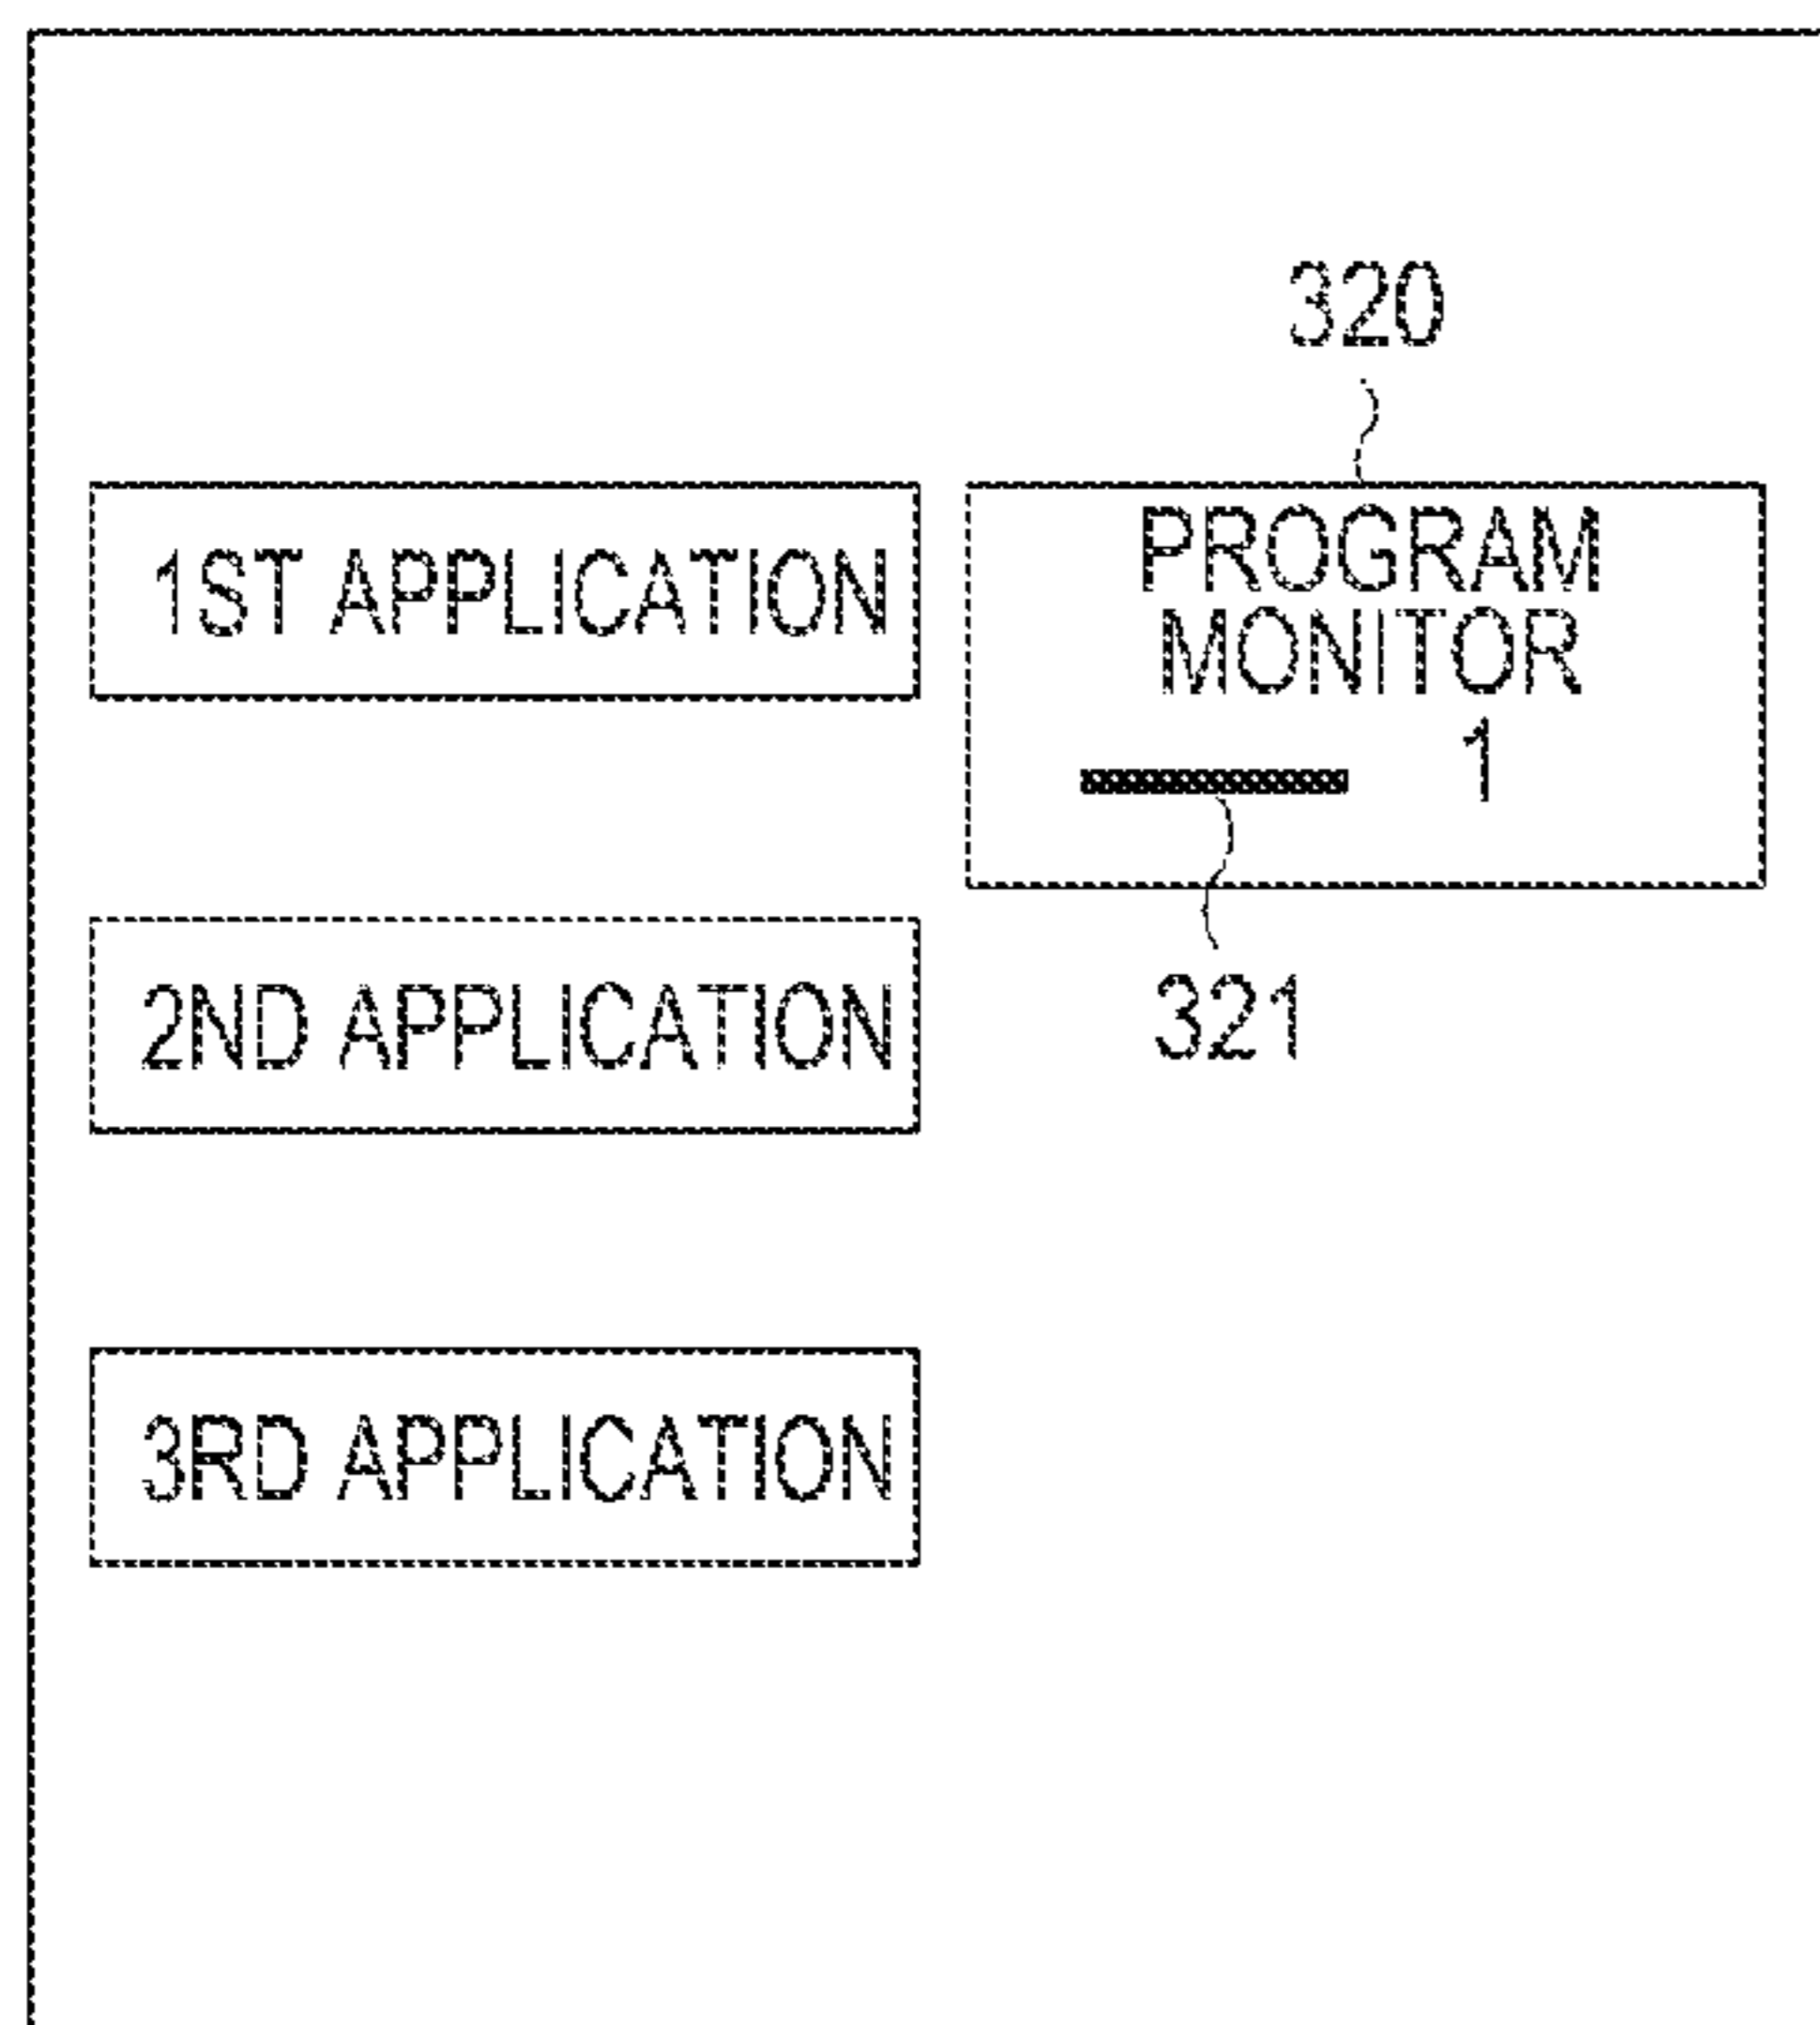 320
1ST APPLICATION
PROGRAM
MONITOR
1
2ND APPLICATION
321
3RD APPLICATION